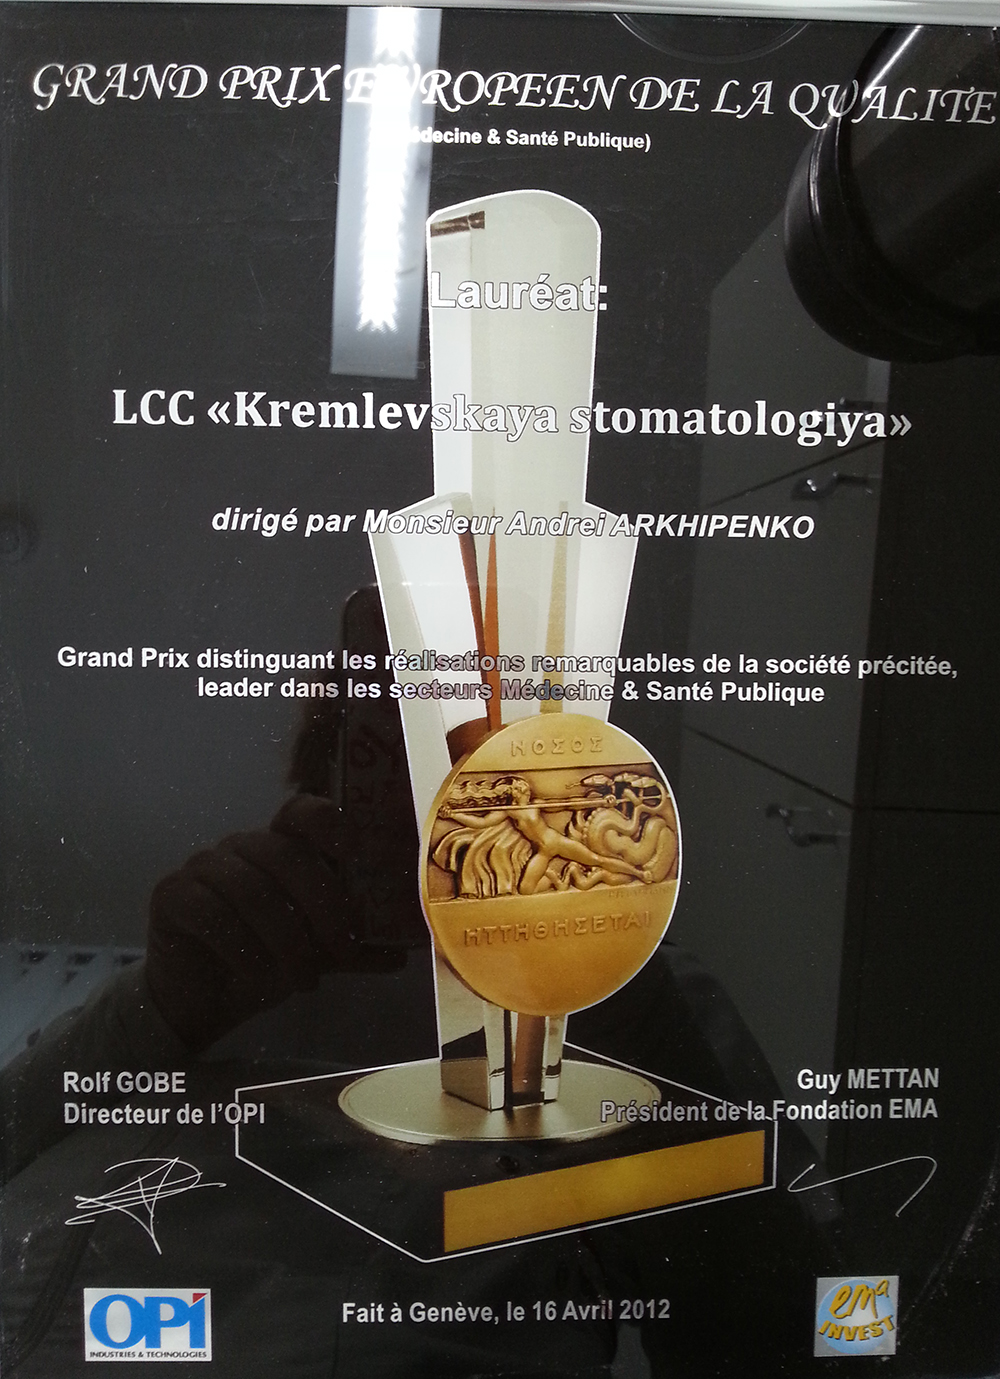 GRAND PRIX EUROPEEN DE LA QUALITE
(Médecine & Santé Publique)
Lauréat:
LCC «Kremlevskaya stomatologiya»
dirigé par Monsieur Andrei ARKHIPENKO
Grand Prix distinguant les réalisations remarquables de la société précitée,
leader dans les secteurs Médecine & Santé Publique
ΝΟΣΟΣ
ΗΤΤΗΘΗΣΕΤΑΙ
Rolf GOBE
Directeur de l'OPI
Guy METTAN
Président de la Fondation EMA
OPI
INDUSTRIES & TECHNOLOGIES
Fait à Genève, le 16 Avril 2012
ema
INVEST